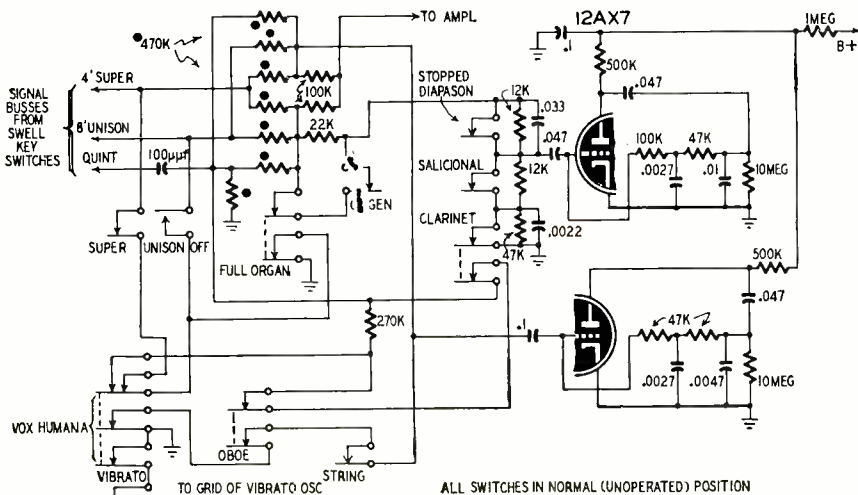 470K
TO AMPL
12AX7
1MEG
B+
.1
500K
.047
SIGNAL
BUSSES
FROM
SWELL
KEY
SWITCHES
4' SUPER
8' UNISON
QUINT
100μμf
100K
22K
STOPPED
DIAPASON
12K
.033
.047
SALICIONAL
12K
CLARINET
.0022
47K
100K
47K
.0027
.01
10MEG
GEN
SUPER
UNISON OFF
FULL ORGAN
270K
500K
.047
.1
47K
.0027
.0047
10MEG
VOX HUMANA
VIBRATO
OBOE
STRING
TO GRID OF VIBRATO OSC
ALL SWITCHES IN NORMAL (UNOPERATED) POSITION